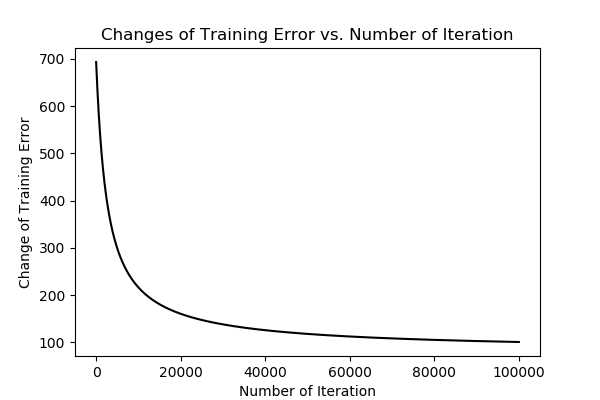 Changes of Training Error vs. Number of Iteration
Change of Training Error
700
600
500
400
300
200
100
0 20000 40000 60000 80000 100000
Number of Iteration